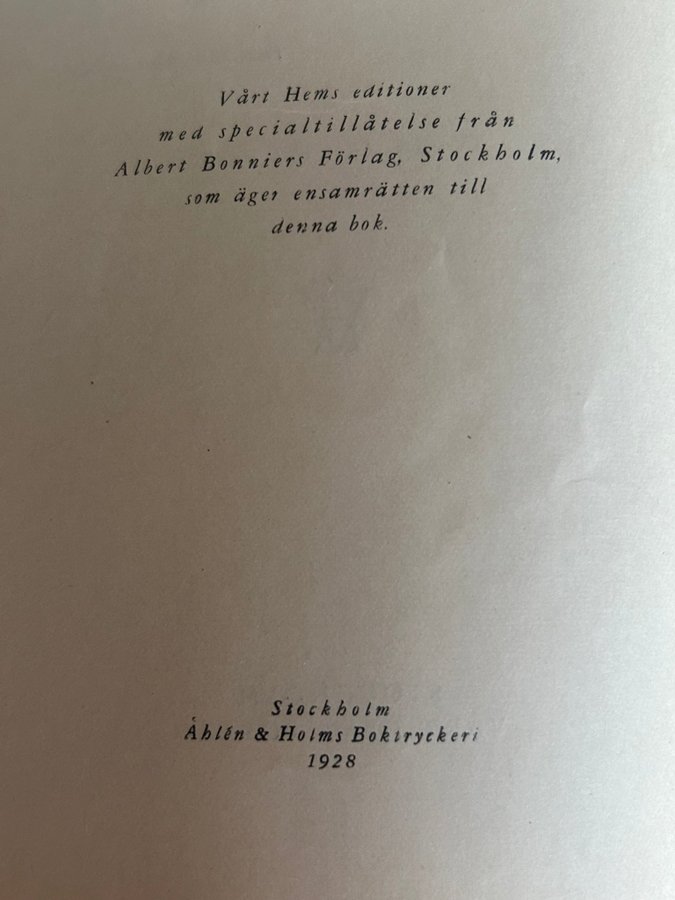 Vårt Hems editioner
med specialtillåtelse från
Albert Bonniers Förlag, Stockholm,
som äger ensamrätten till
denna bok.
Stockholm
Åhlén & Holms Boktryckeri
1928